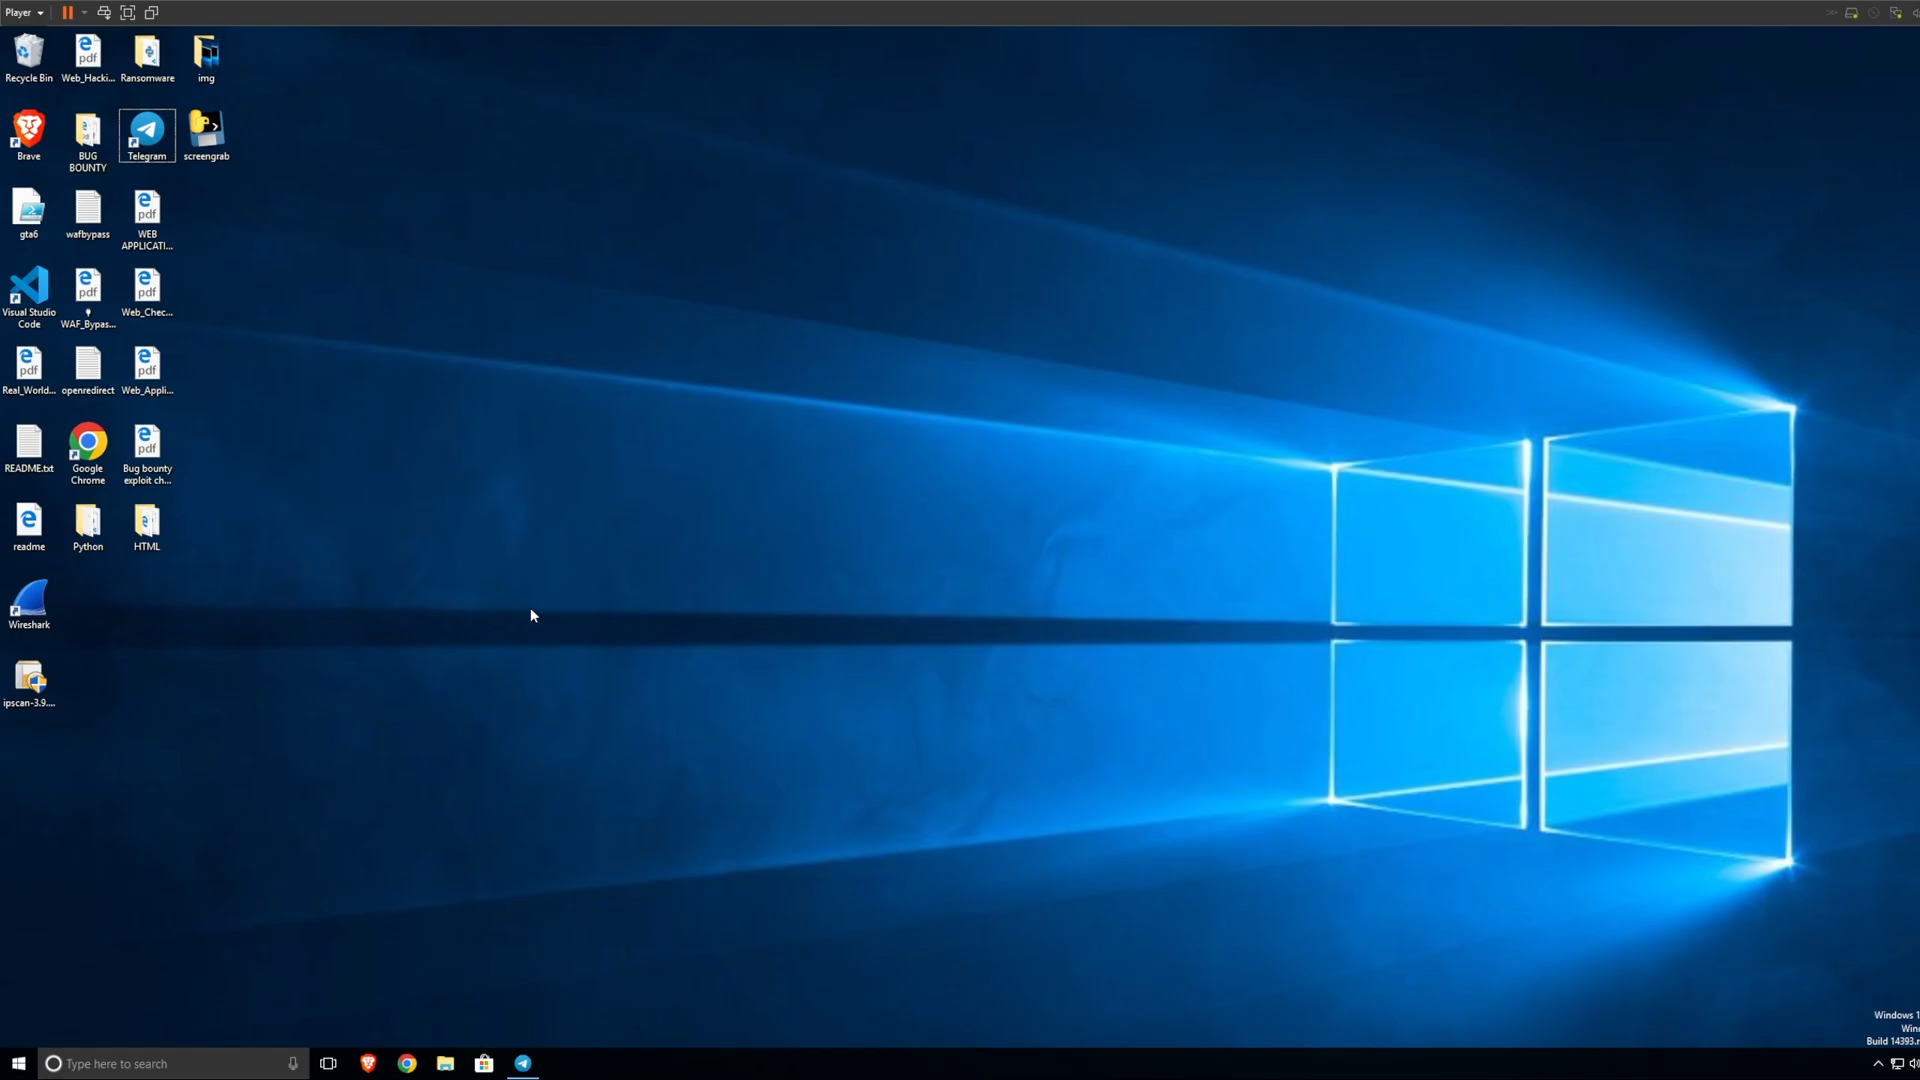 Player
Recycle Bin
Web_Hacki...
Ransomware
img
Brave
BUG
BOUNTY
Telegram
screengrab
gta6
wafbypass
WEB
APPLICATI...
Visual Studio
Code
WAF_Bypas...
Web_Chec...
Real_World...
openredirect
Web_Appli...
README.txt
Google
Chrome
Bug bounty
exploit ch...
readme
Python
HTML
Wireshark
ipscan-3.9....
Windows 1
Wind
Build 14393.r
Type here to search